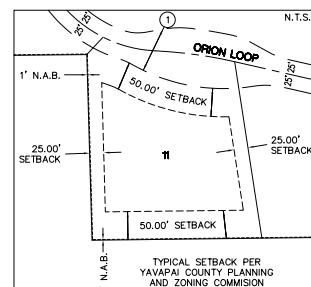 1
N.T.S.
25'
25'
ORION LOOP
25'
25'
1' N.A.B.
50.00' SETBACK
25.00'
SETBACK
25.00'
SETBACK
11
50.00' SETBACK
N.A.B.
TYPICAL SETBACK PER
YAVAPAI COUNTY PLANNING
AND ZONING COMMISION